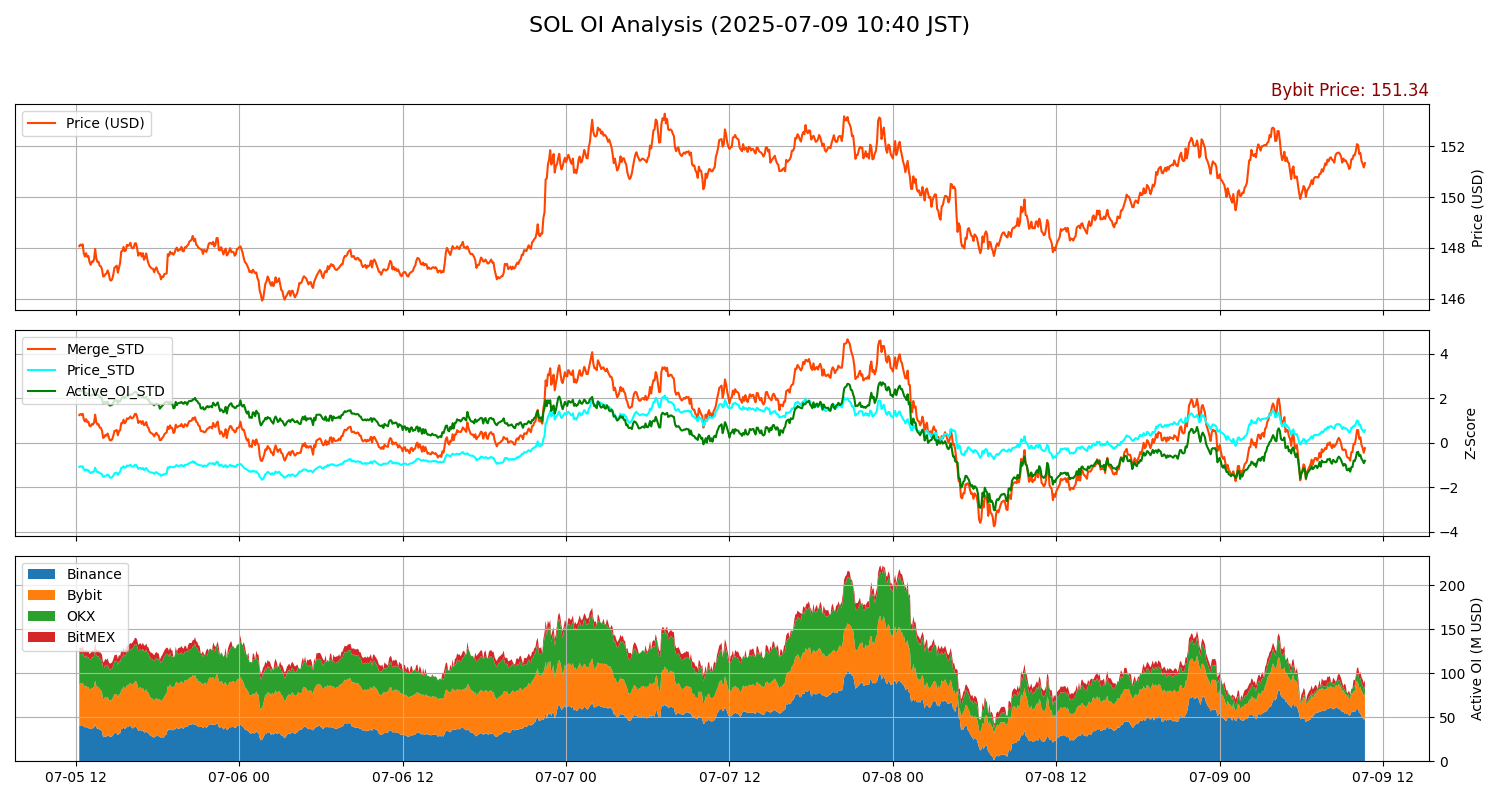 SOL OI Analysis (2025-07-09 10:40 JST)
Bybit Price: 151.34
Price (USD)
152
150
148
146
Price (USD)
Merge_STD
Price_STD
Active_OI_STD
4
2
0
−2
−4
Z-Score
Binance
Bybit
OKX
BitMEX
200
150
100
50
0
Active OI (M USD)
07-05 12
07-06 00
07-06 12
07-07 00
07-07 12
07-08 00
07-08 12
07-09 00
07-09 12